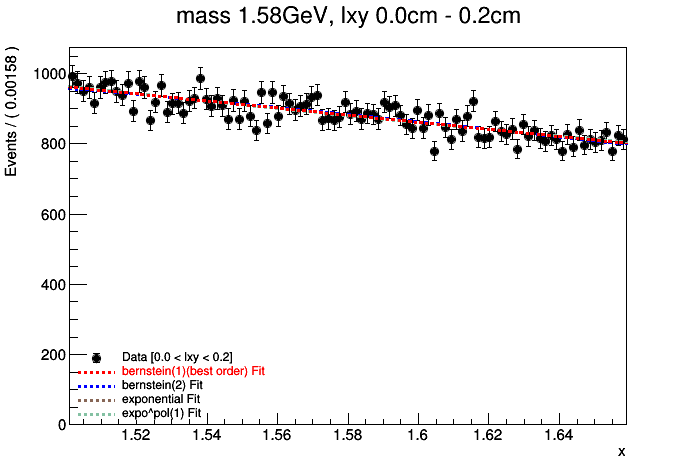 mass 1.58GeV, lxy 0.0cm - 0.2cm
Events / ( 0.00158 )
1000
800
600
400
200
0
Data [0.0 < lxy < 0.2]
bernstein(1)(best order) Fit
bernstein(2) Fit
exponential Fit
expo^pol(1) Fit
1.52 1.54 1.56 1.58 1.6 1.62 1.64
x